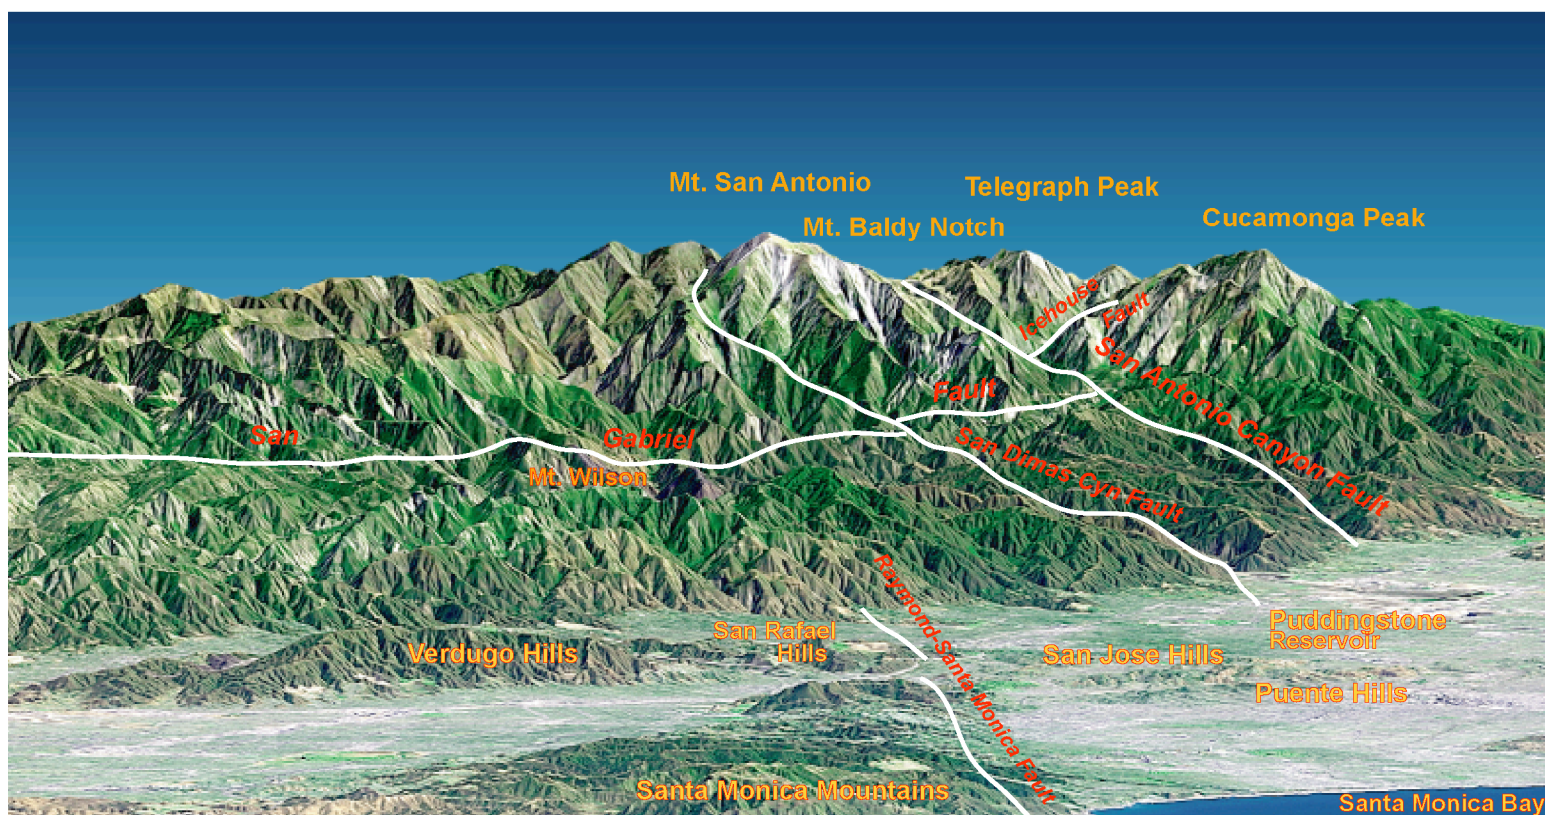 Mt. San Antonio
Telegraph Peak
Mt. Baldy Notch
Cucamonga Peak
Icehouse
Fault
San Antonio Canyon Fault
San Gabriel Fault
Mt. Wilson
San Dimas Cyn Fault
Raymond-Santa Monica Fault
Puddingstone
Reservoir
San Rafael
Hills
Verdugo Hills
San Jose Hills
Puente Hills
Santa Monica Mountains
Santa Monica Bay